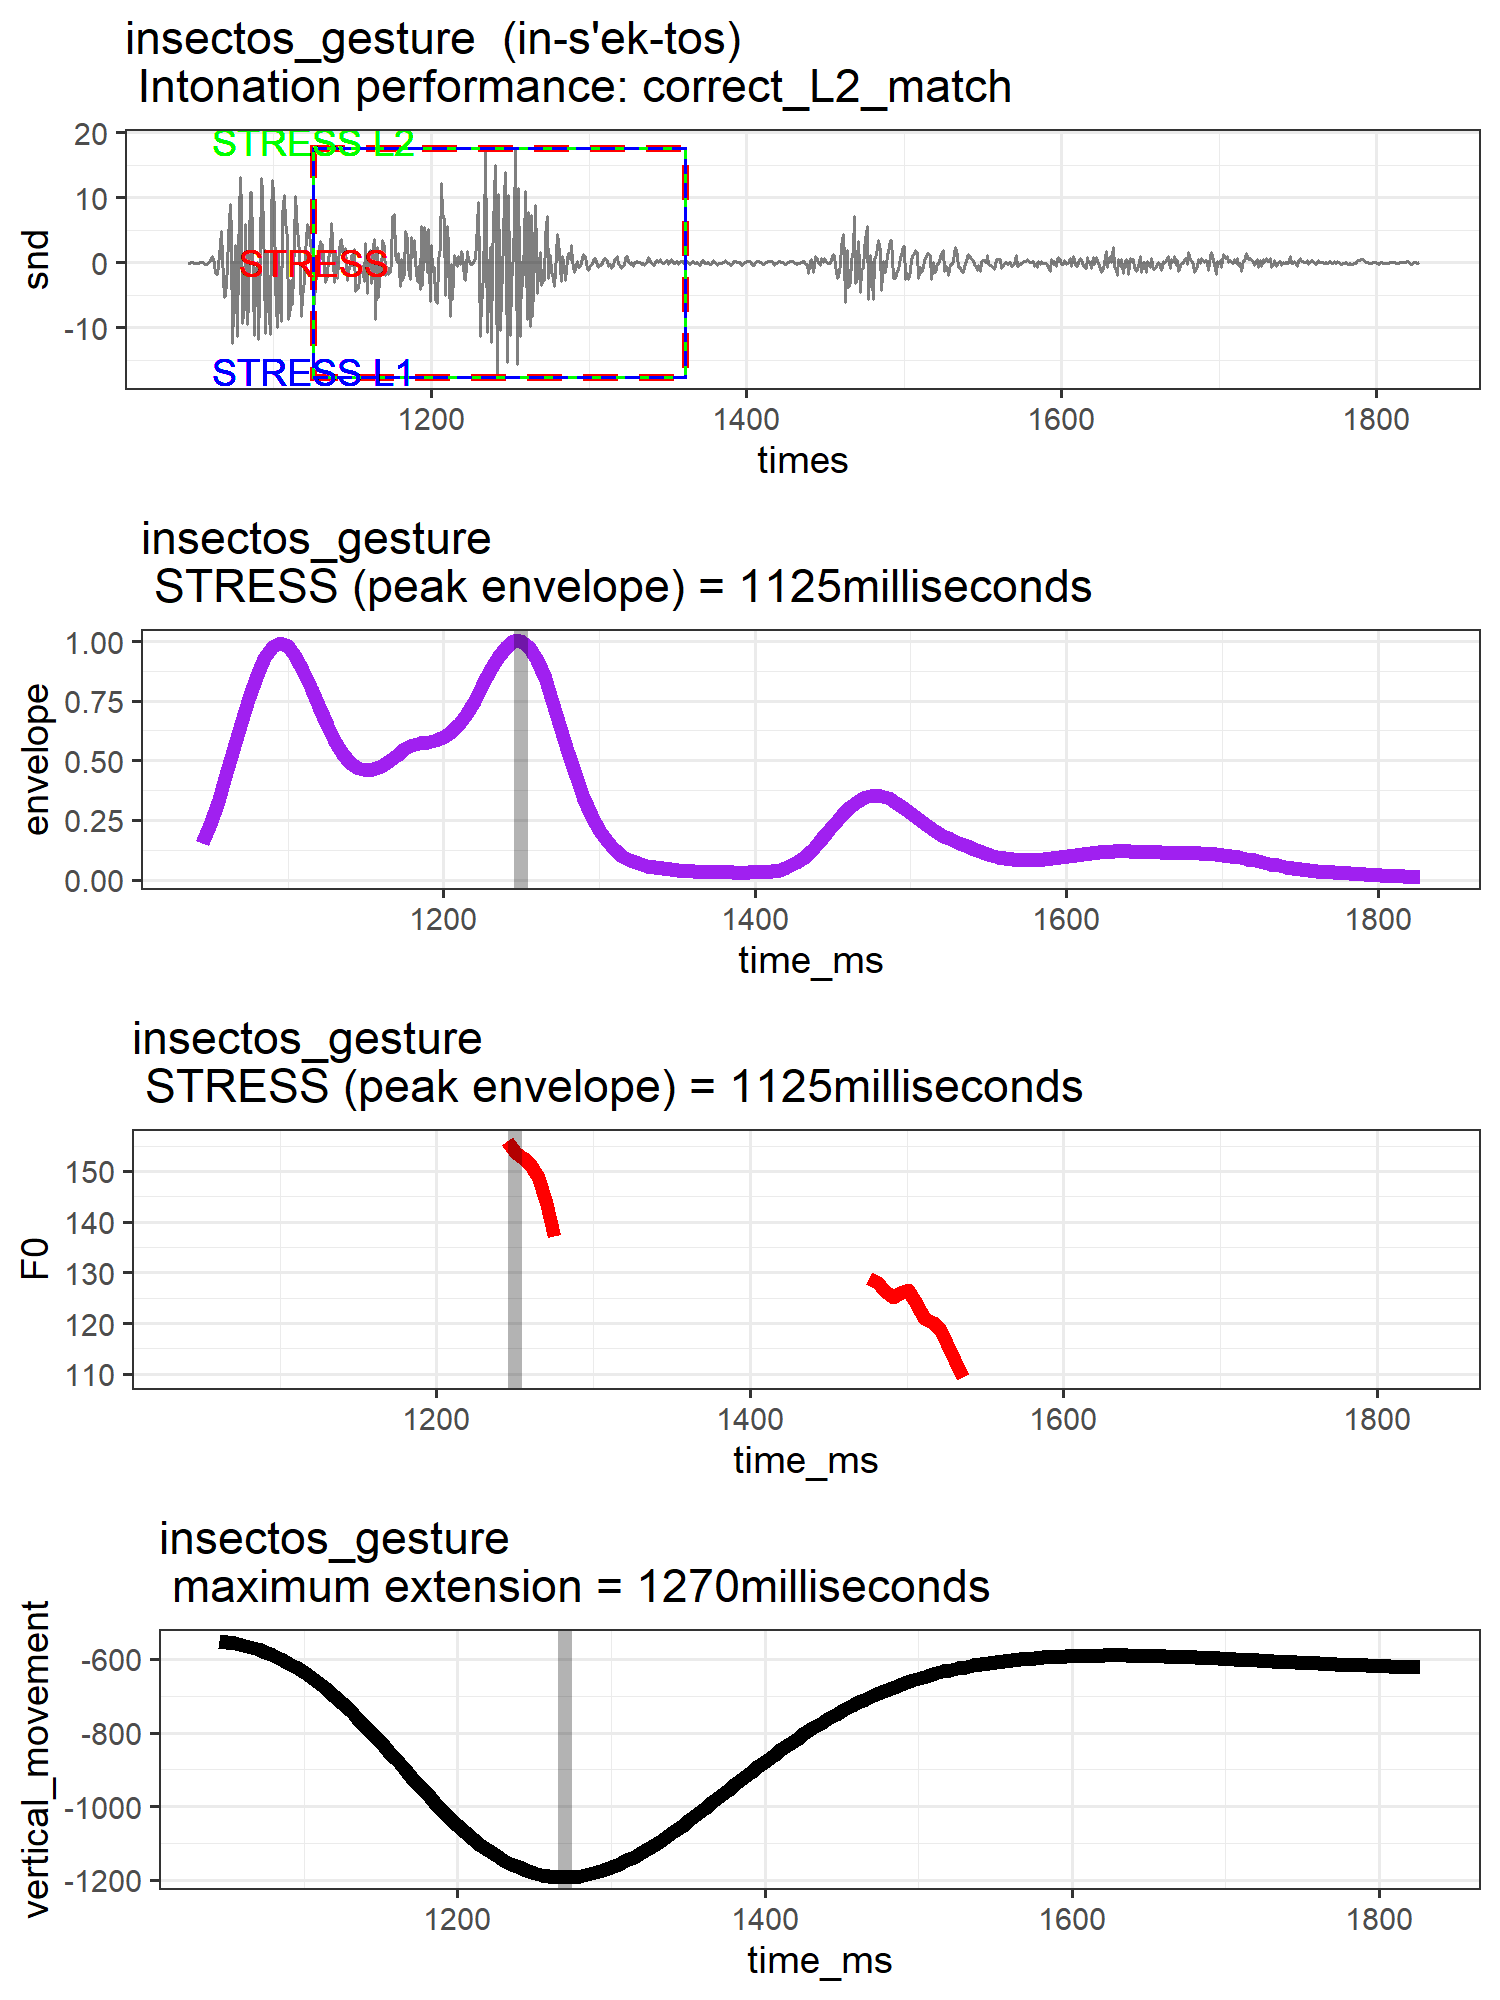 insectos_gesture  (in-s'ek-tos)
Intonation performance: correct_L2_match
20
10
0
-10
snd
STRESS L2
STRESS
STRESS L1
1200 1400 1600 1800
times
insectos_gesture
STRESS (peak envelope) = 1125milliseconds
1.00
0.75
0.50
0.25
0.00
envelope
1200 1400 1600 1800
time_ms
insectos_gesture
STRESS (peak envelope) = 1125milliseconds
150
140
130
120
110
F0
1200 1400 1600 1800
time_ms
insectos_gesture
maximum extension = 1270milliseconds
-600
-800
-1000
-1200
vertical_movement
1200 1400 1600 1800
time_ms